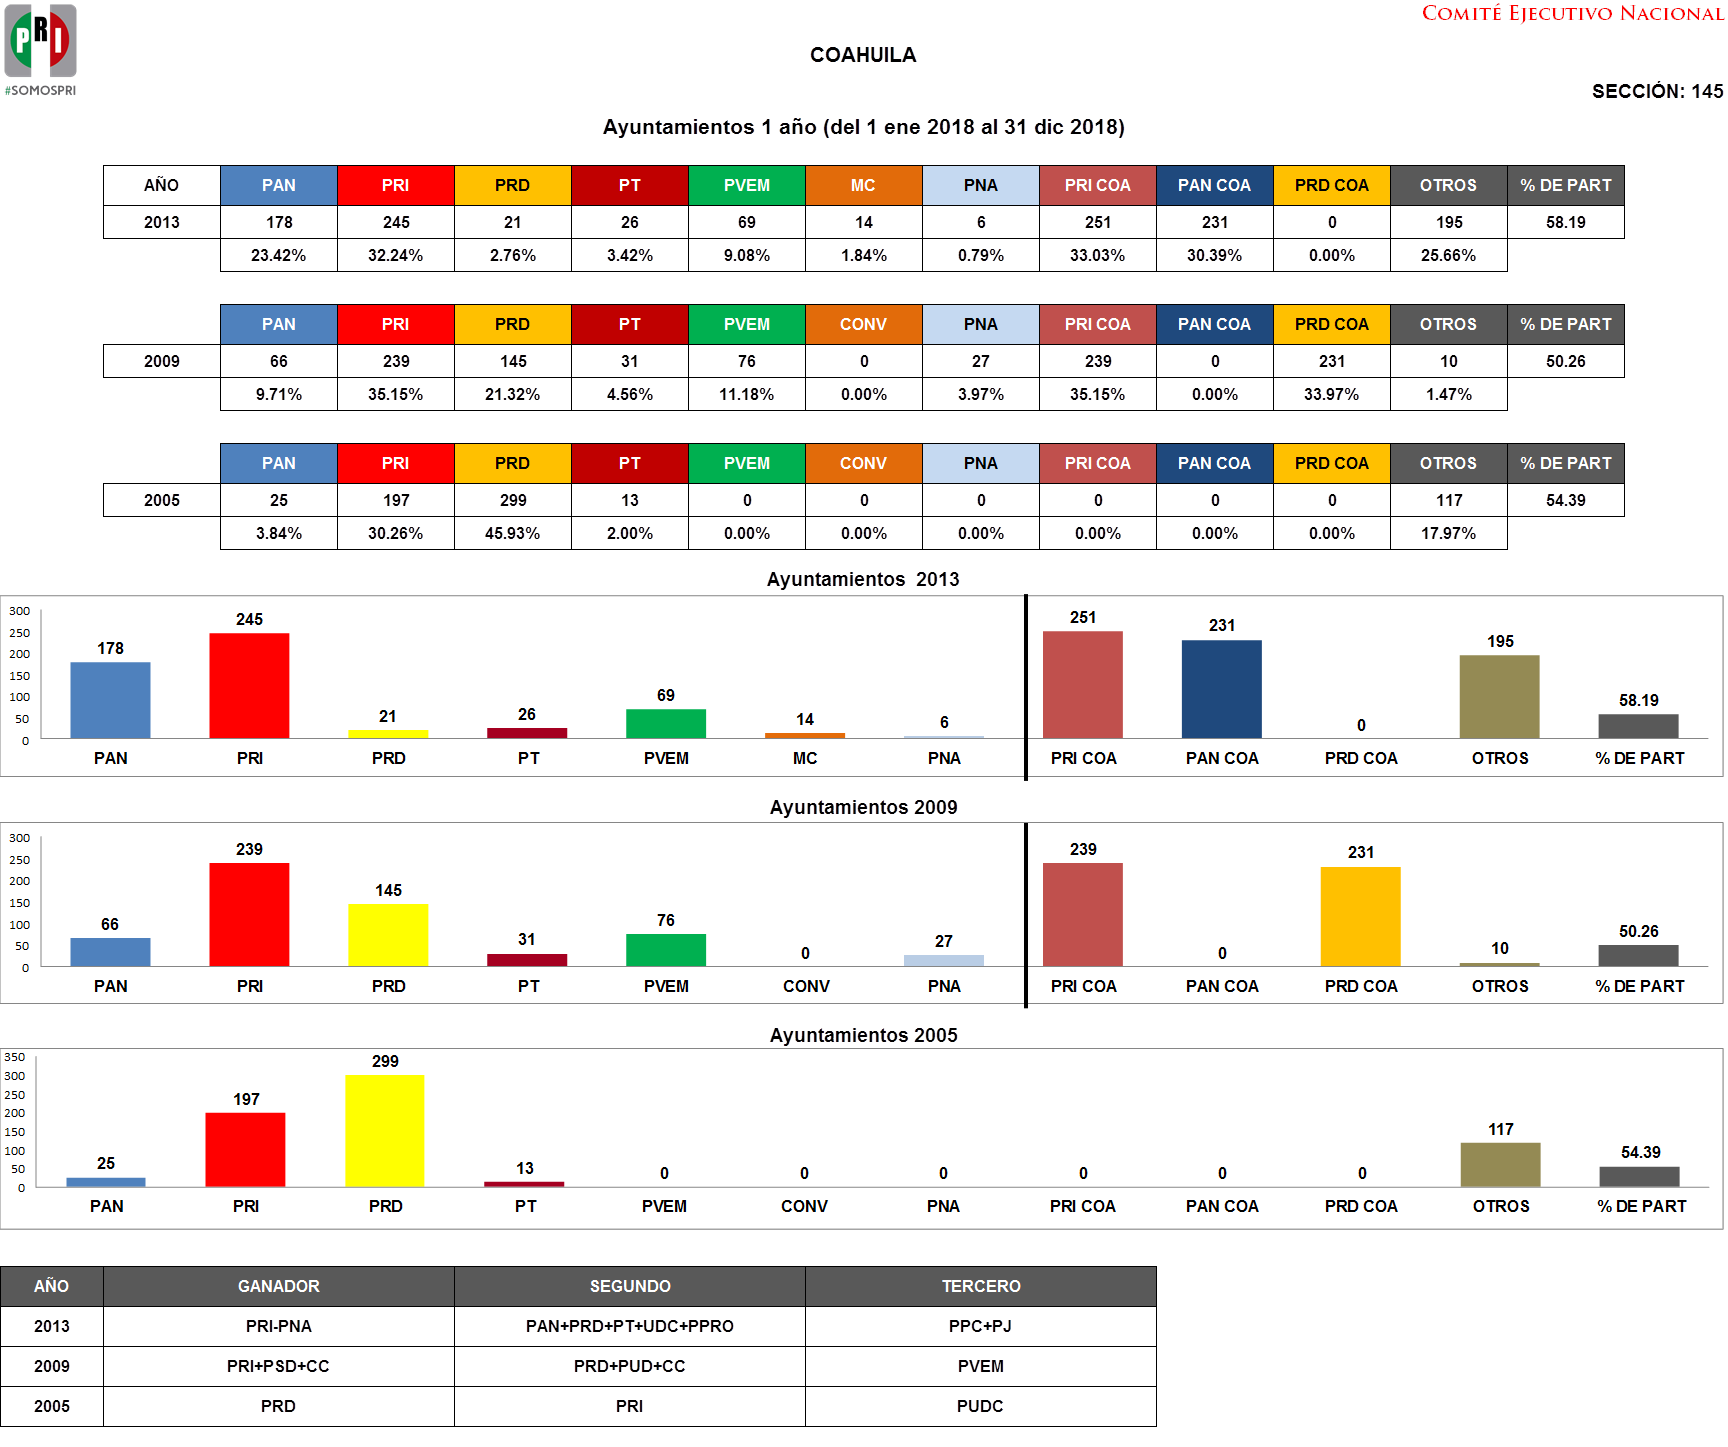 PRI
#SOMOSPRI
COMITÉ EJECUTIVO NACIONAL
COAHUILA
SECCIÓN: 145
Ayuntamientos 1 año (del 1 ene 2018 al 31 dic 2018)
AÑO PAN PRI PRD PT PVEM MC PNA PRI COA PAN COA PRD COA OTROS % DE PART
2013 178 245 21 26 69 14 6 251 231 0 195 58.19
23.42% 32.24% 2.76% 3.42% 9.08% 1.84% 0.79% 33.03% 30.39% 0.00% 25.66%
PAN PRI PRD PT PVEM CONV PNA PRI COA PAN COA PRD COA OTROS % DE PART
2009 66 239 145 31 76 0 27 239 0 231 10 50.26
9.71% 35.15% 21.32% 4.56% 11.18% 0.00% 3.97% 35.15% 0.00% 33.97% 1.47%
PAN PRI PRD PT PVEM CONV PNA PRI COA PAN COA PRD COA OTROS % DE PART
2005 25 197 299 13 0 0 0 0 0 0 117 54.39
3.84% 30.26% 45.93% 2.00% 0.00% 0.00% 0.00% 0.00% 0.00% 0.00% 17.97%
Ayuntamientos 2013
300
250
200
150
100
50
0
178 245 21 26 69 14 6 251 231 0 195 58.19
PAN PRI PRD PT PVEM MC PNA PRI COA PAN COA PRD COA OTROS % DE PART
Ayuntamientos 2009
300
250
200
150
100
50
0
66 239 145 31 76 0 27 239 0 231 10 50.26
PAN PRI PRD PT PVEM CONV PNA PRI COA PAN COA PRD COA OTROS % DE PART
Ayuntamientos 2005
350
300
250
200
150
100
50
0
25 197 299 13 0 0 0 0 0 0 117 54.39
PAN PRI PRD PT PVEM CONV PNA PRI COA PAN COA PRD COA OTROS % DE PART
AÑO GANADOR SEGUNDO TERCERO
2013 PRI-PNA PAN+PRD+PT+UDC+PPRO PPC+PJ
2009 PRI+PSD+CC PRD+PUD+CC PVEM
2005 PRD PRI PUDC